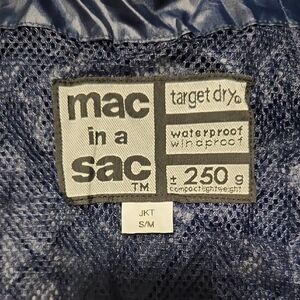 mac
in a
sac
TM
target dry®
waterproof
windproof
± 250 g
compact lightweight
JKT
S/M